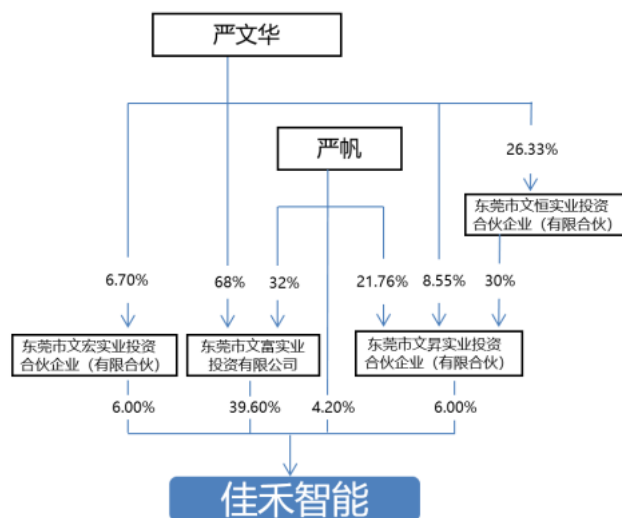 严文华
严帆
26.33%
东莞市文恒实业投资
合伙企业（有限合伙）
6.70%
68%
32%
21.76%
8.55%
30%
东莞市文宏实业投资
合伙企业（有限合伙）
东莞市文富实业
投资有限公司
东莞市文昇实业投资
合伙企业（有限合伙）
6.00%
39.60%
4.20%
6.00%
佳禾智能